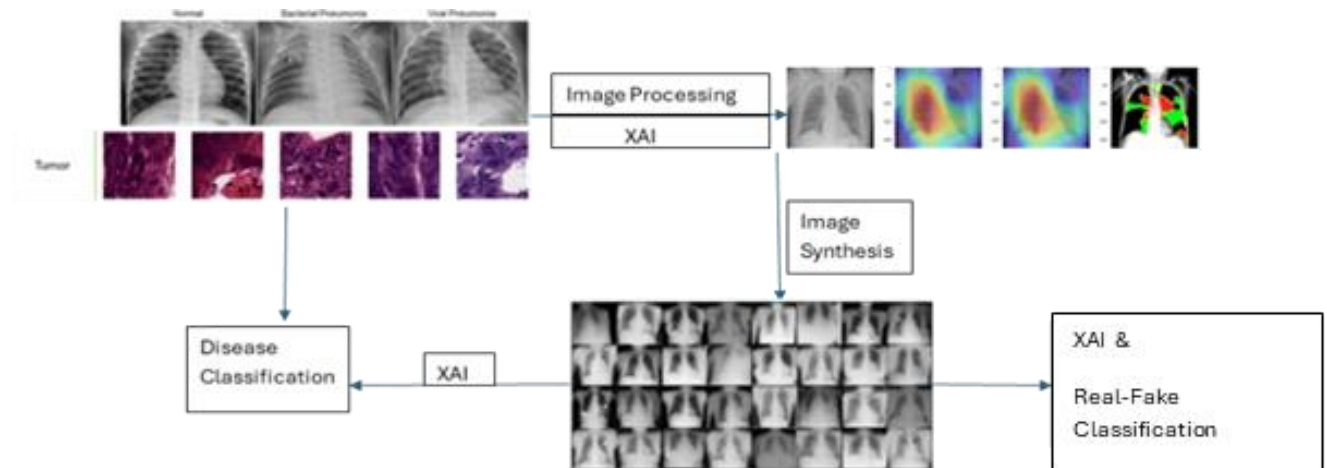 Normal Bacterial Pneumonia Viral Pneumonia
Tumor
Image Processing
XAI
Image
Synthesis
Disease
Classification
XAI
XAI &
Real-Fake
Classification